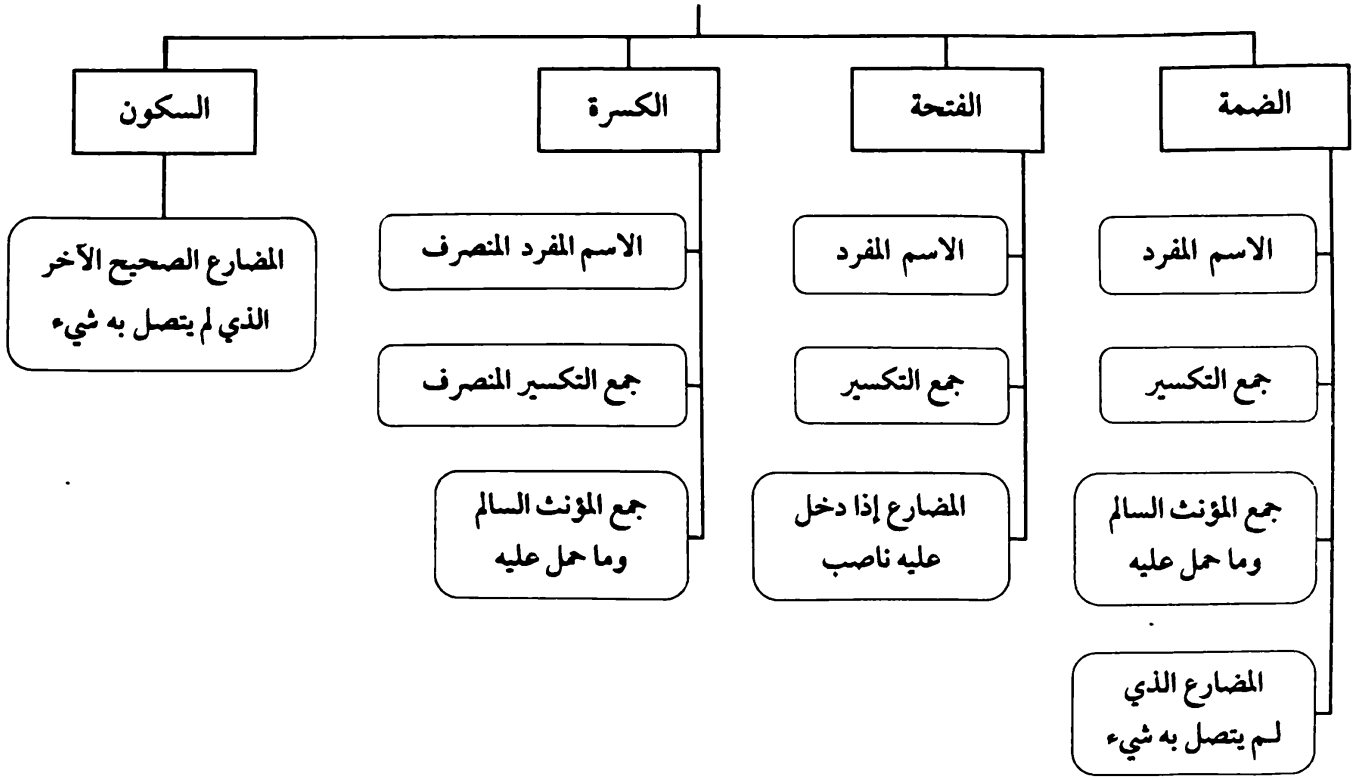 الضمة
الاسم المفرد
جمع التكسير
جمع المؤنث السالم
وما حمل عليه
المضارع الذي
لم يتصل به شيء
الفتحة
الاسم المفرد
جمع التكسير
المضارع إذا دخل
عليه ناصب
الكسرة
الاسم المفرد المنصرف
جمع التكسير المنصرف
جمع المؤنث السالم
وما حمل عليه
السكون
المضارع الصحيح الآخر
الذي لم يتصل به شيء